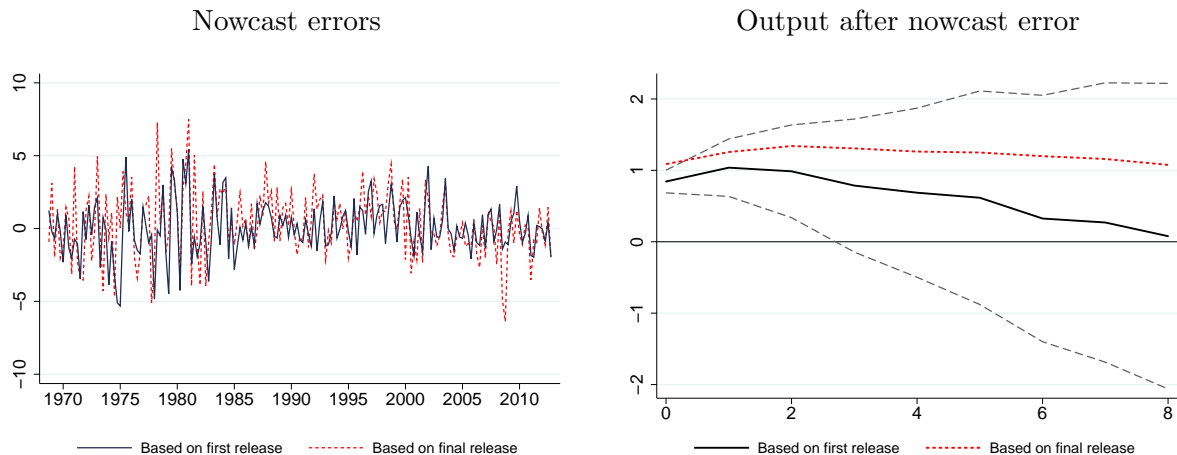 Nowcast errors
10
5
0
−5
−10
1970 1975 1980 1985 1990 1995 2000 2005 2010
Based on first release Based on final release
Output after nowcast error
2
1
0
−1
−2
0 2 4 6 8
Based on first release Based on final release